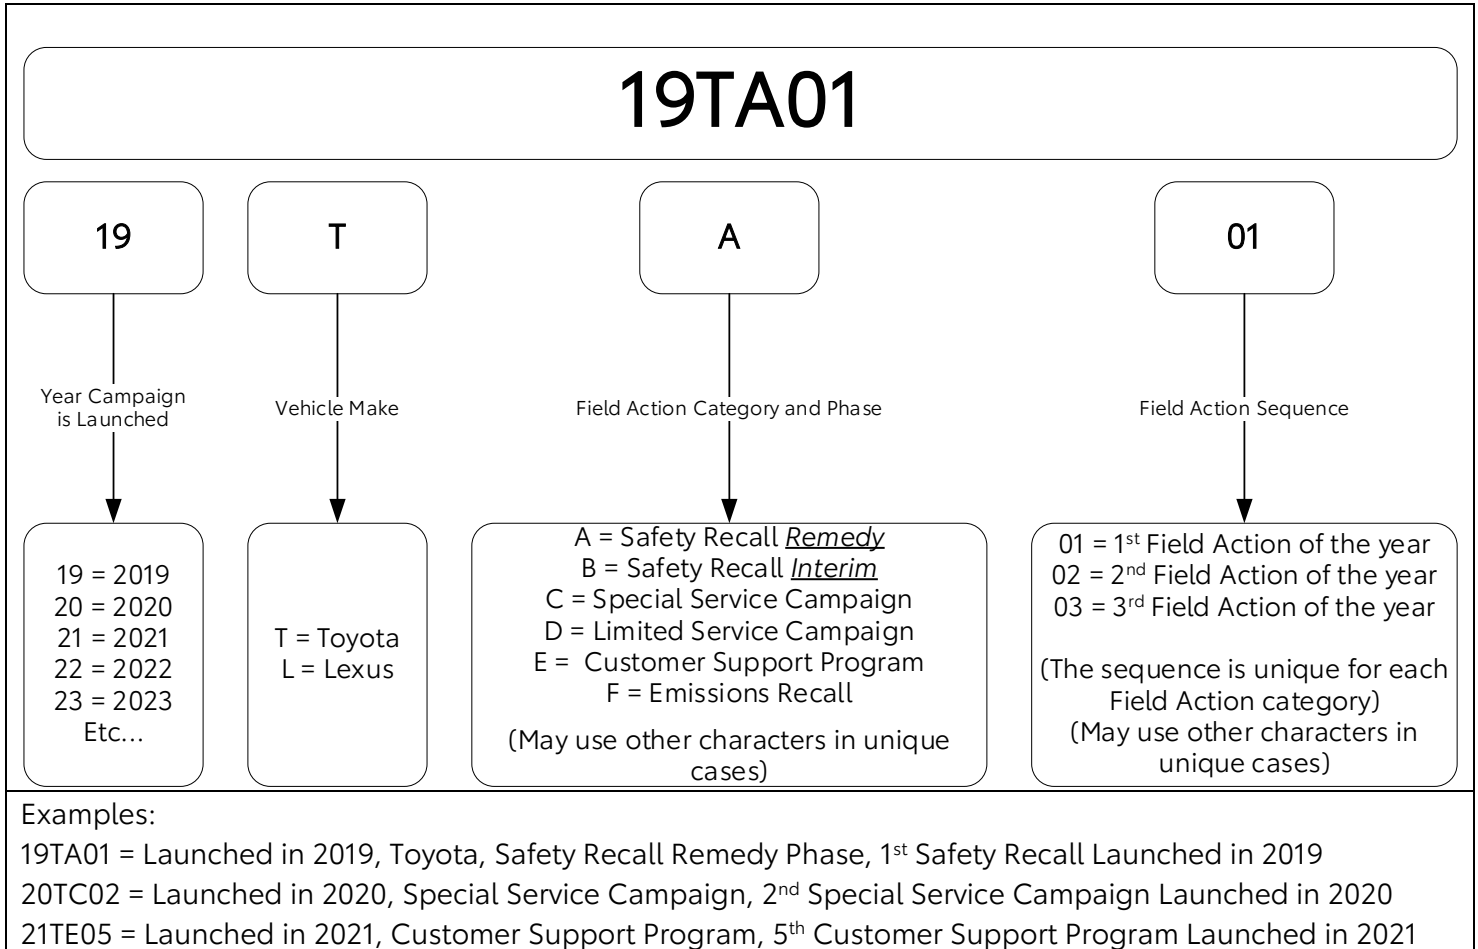 19TA01
19
T
A
01
Year Campaign
is Launched
Vehicle Make
Field Action Category and Phase
Field Action Sequence
19 = 2019
20 = 2020
21 = 2021
22 = 2022
23 = 2023
Etc...
T = Toyota
L = Lexus
A = Safety Recall Remedy
B = Safety Recall Interim
C = Special Service Campaign
D = Limited Service Campaign
E =  Customer Support Program
F = Emissions Recall
(May use other characters in unique
cases)
01 = 1st Field Action of the year
02 = 2nd Field Action of the year
03 = 3rd Field Action of the year
(The sequence is unique for each
Field Action category)
(May use other characters in
unique cases)
Examples:
19TA01 = Launched in 2019, Toyota, Safety Recall Remedy Phase, 1st Safety Recall Launched in 2019
20TC02 = Launched in 2020, Special Service Campaign, 2nd Special Service Campaign Launched in 2020
21TE05 = Launched in 2021, Customer Support Program, 5th Customer Support Program Launched in 2021